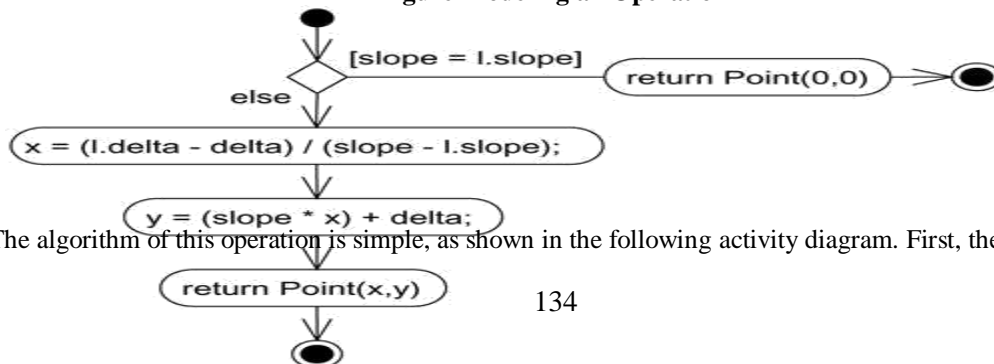 [slope = l.slope]
return Point(0,0)
else
x = (l.delta - delta) / (slope - l.slope);
y = (slope * x) + delta;
The algorithm of this operation is simple, as shown in the following activity diagram. First, the
return Point(x,y)
134